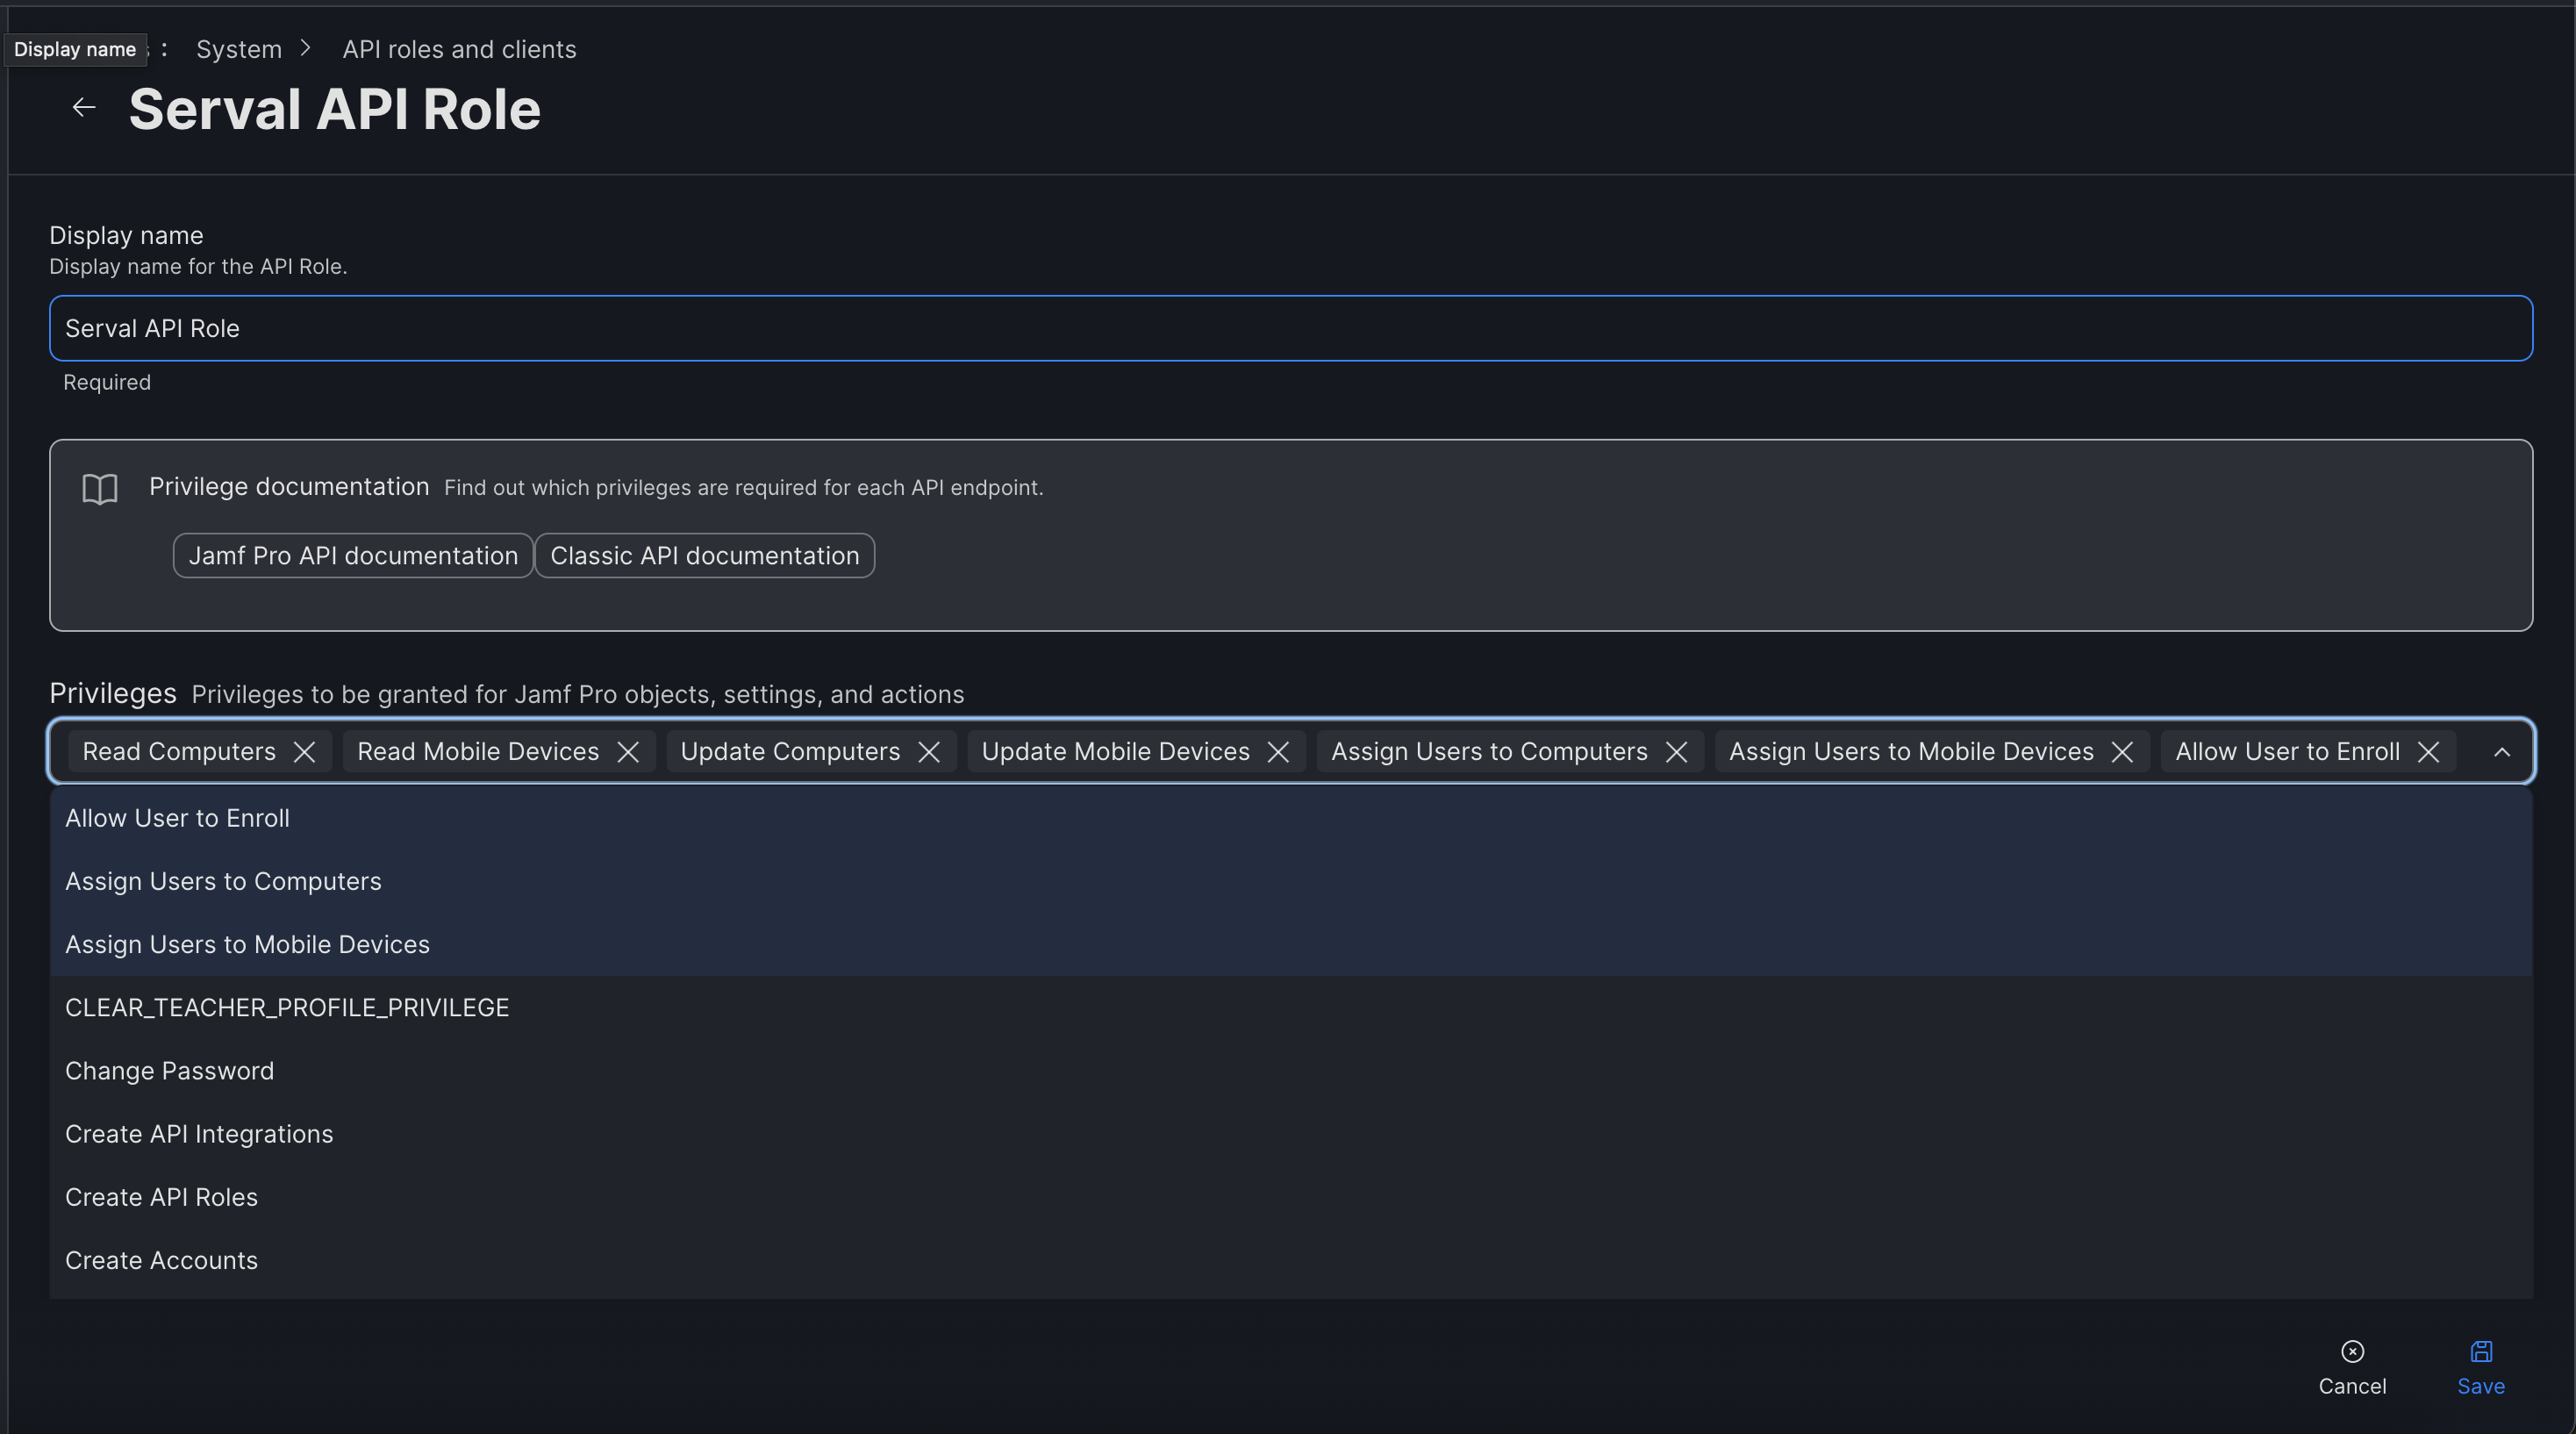 Display name :
System > API roles and clients
Serval API Role
Display name
Display name for the API Role.
Serval API Role
Required
Privilege documentation Find out which privileges are required for each API endpoint.
Jamf Pro API documentation Classic API documentation
Privileges Privileges to be granted for Jamf Pro objects, settings, and actions
Read Computers Read Mobile Devices Update Computers Update Mobile Devices Assign Users to Computers Assign Users to Mobile Devices Allow User to Enroll
Allow User to Enroll
Assign Users to Computers
Assign Users to Mobile Devices
CLEAR_TEACHER_PROFILE_PRIVILEGE
Change Password
Create API Integrations
Create API Roles
Create Accounts
Cancel Save